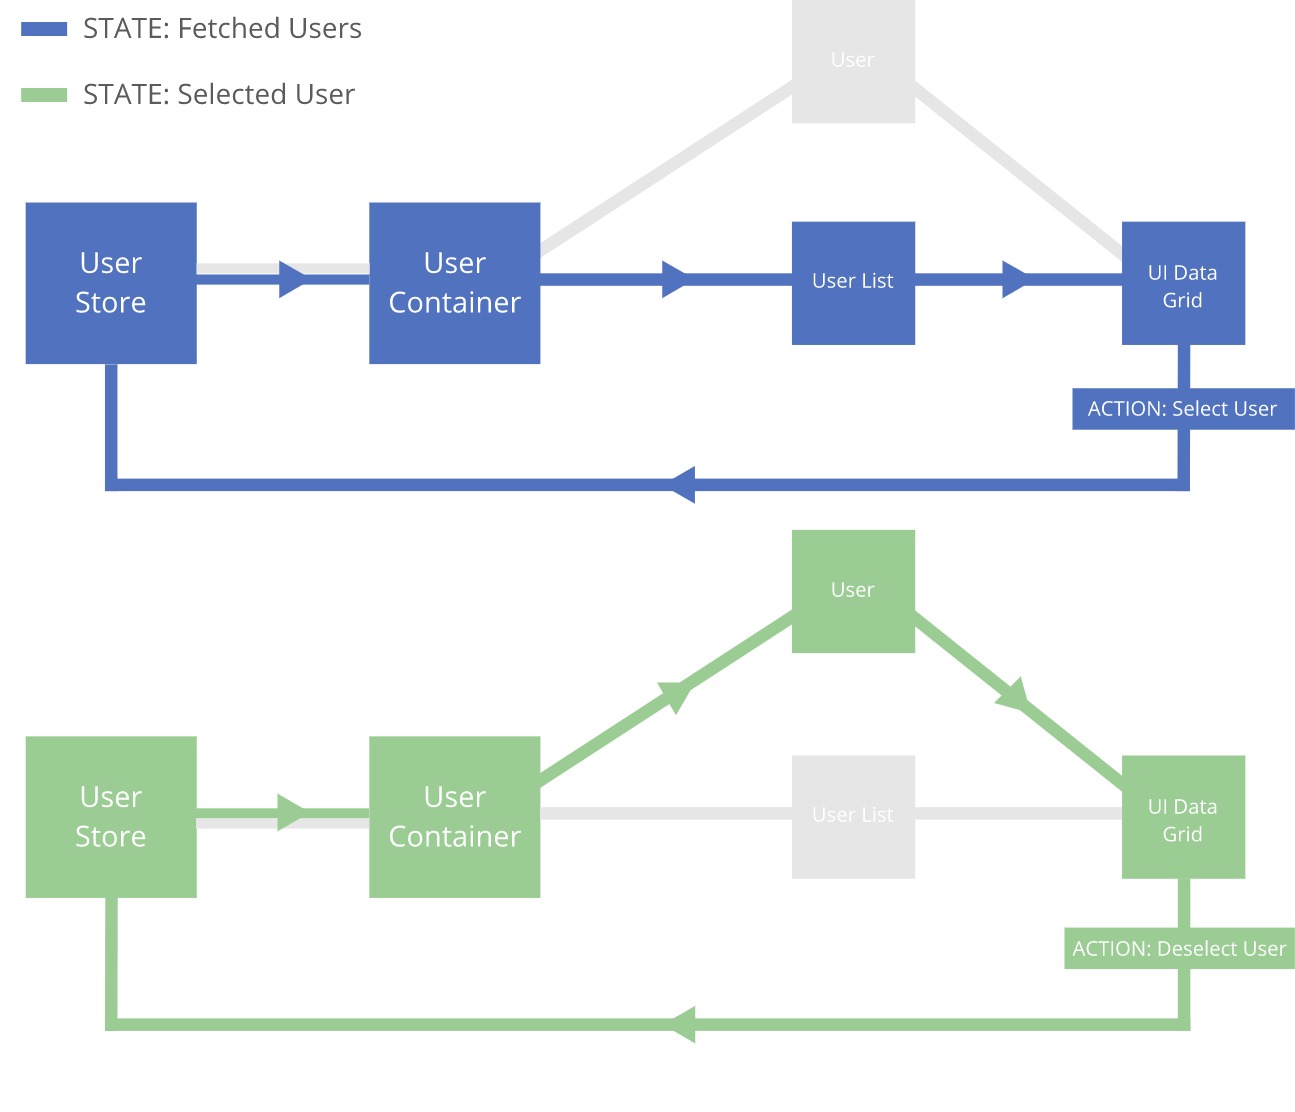 STATE: Fetched Users
STATE: Selected User
User
User
Store
User
Container
User List
UI Data
Grid
ACTION: Select User
User
User
Store
User
Container
User List
UI Data
Grid
ACTION: Deselect User